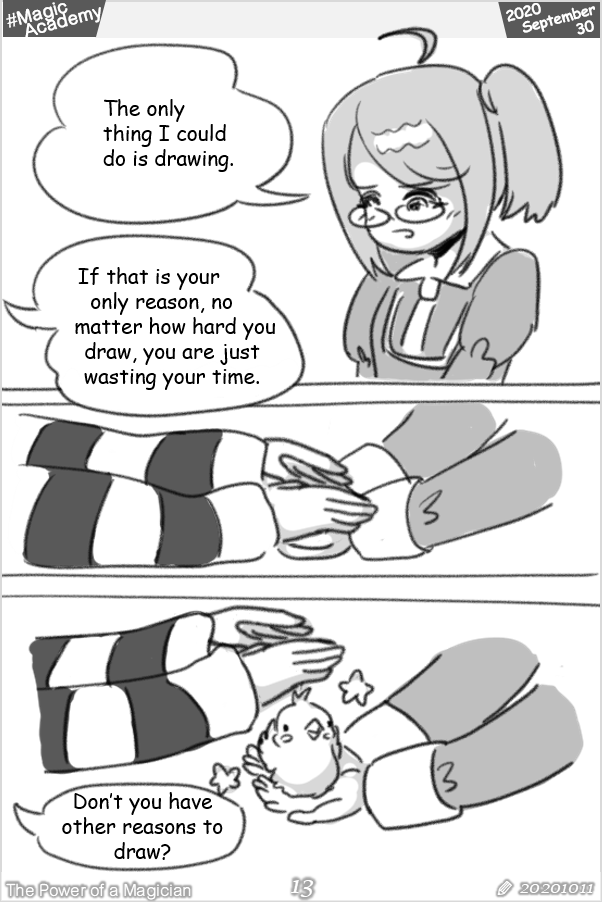 #Magic
Academy
2020
September
30
The only
thing I could
do is drawing.
If that is your
only reason, no
matter how hard you
draw, you are just
wasting your time.
Don't you have
other reasons to
draw?
The Power of a Magician
13
20201011